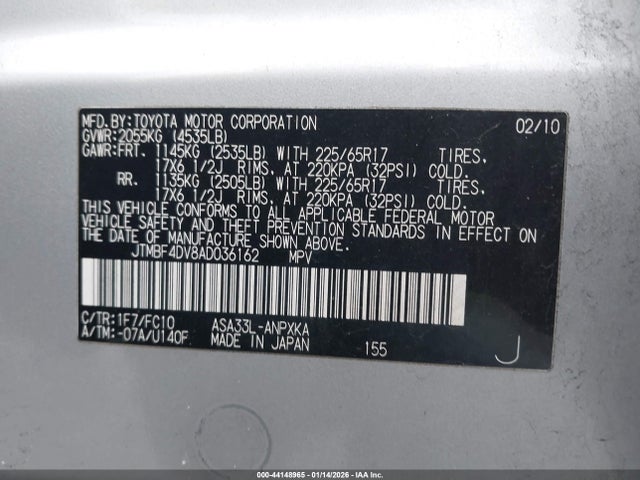 MFD.BY:TOYOTA MOTOR CORPORATION 02/10
GVWR:2055KG (4535LB)
GAWR:FRT. 1145KG (2535LB) WITH 225/65R17 TIRES,
17X6 1/2J RIMS, AT 220KPA (32PSI) COLD.
RR. 1135KG (2505LB) WITH 225/65R17 TIRES,
17X6 1/2J RIMS, AT 220KPA (32PSI) COLD.
THIS VEHICLE CONFORMS TO ALL APPLICABLE FEDERAL MOTOR
VEHICLE SAFETY AND THEFT PREVENTION STANDARDS IN EFFECT ON
THE DATE OF MANUFACTURE SHOWN ABOVE.
JTMBF4DV8AD036162 MPV
C/TR:1F7/FC10 ASA33L-ANPXKA
A/TM:-07A/U140F MADE IN JAPAN 155 J
000-44148965 - 01/14/2026 - IAA Inc.